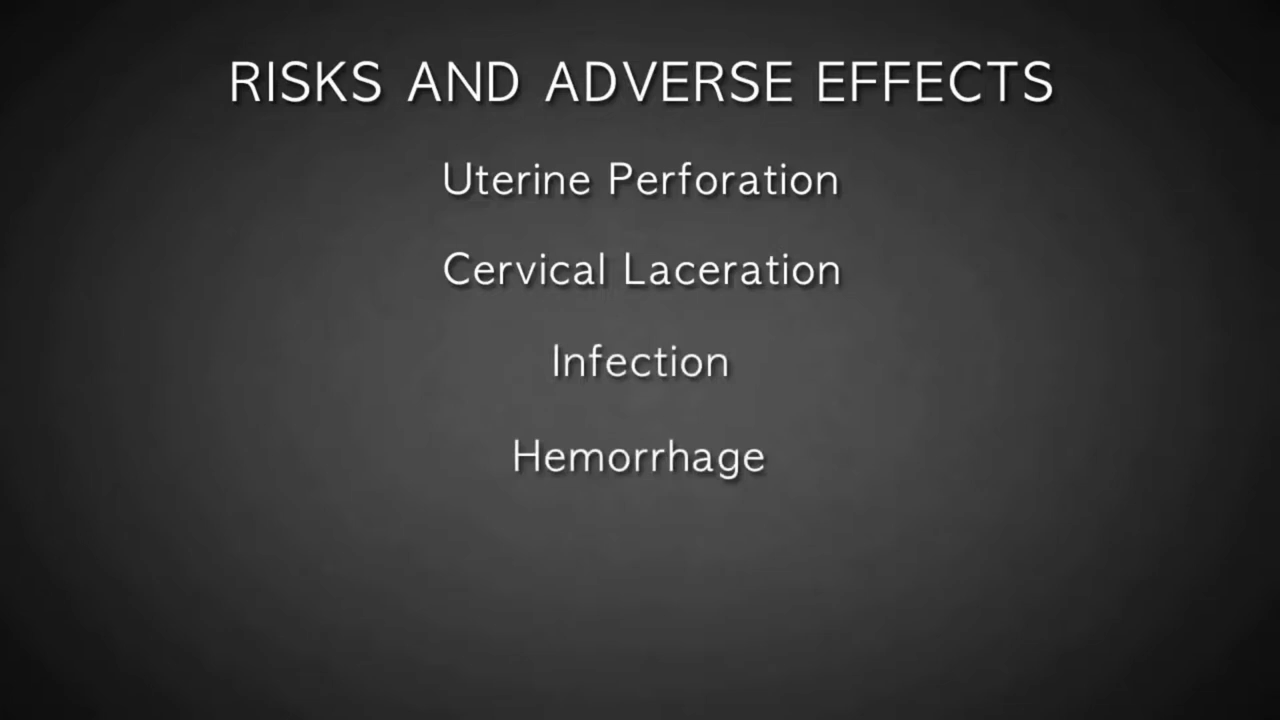 RISKS AND ADVERSE EFFECTS
Uterine Perforation
Cervical Laceration
Infection
Hemorrhage